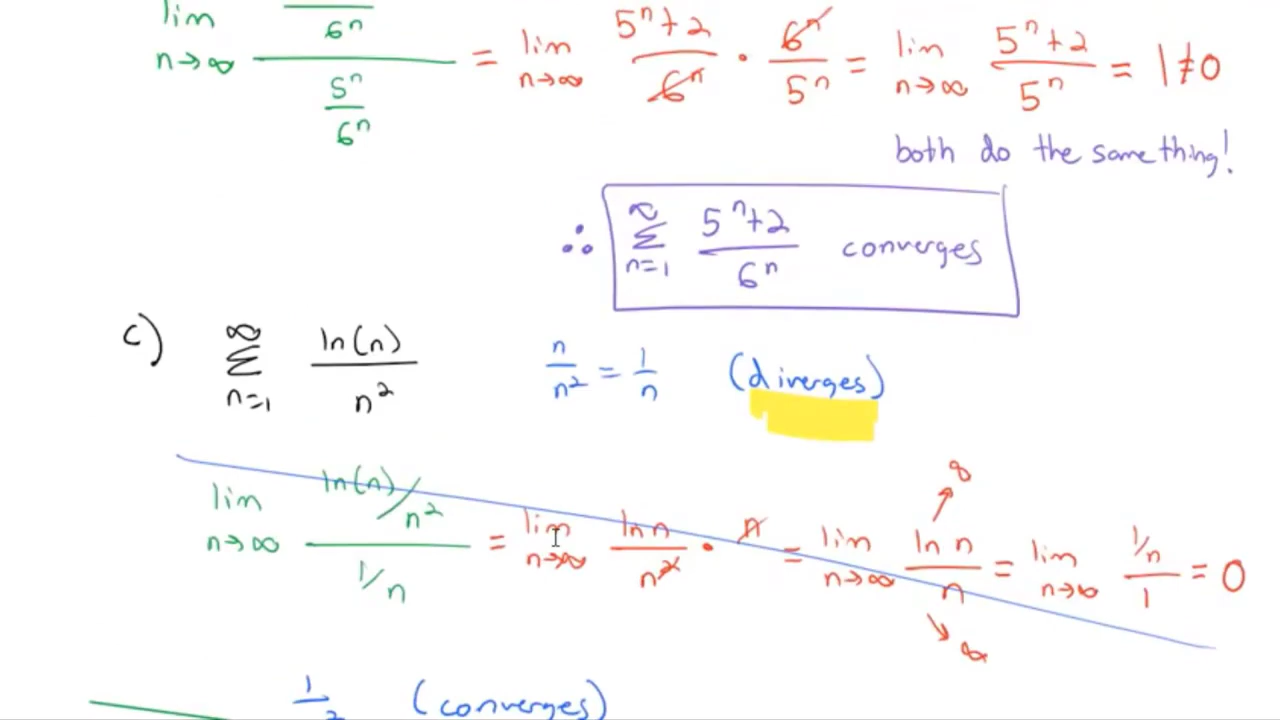 lim n→∞ 6ⁿ / (5ⁿ/6ⁿ) = lim n→∞ (5ⁿ+2)/6ⁿ · 6ⁿ/5ⁿ = lim n→∞ (5ⁿ+2)/5ⁿ = 1≠0
both do the same thing!
∴ ∞ Σ n=1 (5ⁿ+2)/6ⁿ converges
c) ∞ Σ n=1 ln(n)/n² n/n² = 1/n (diverges)
lim n→∞ (ln(n)/n²)/(1/n) = lim n→∞ ln n/n² · n = lim n→∞ ln n/n = lim n→∞ (1/n)/1 = 0
∞
∞
(converges)